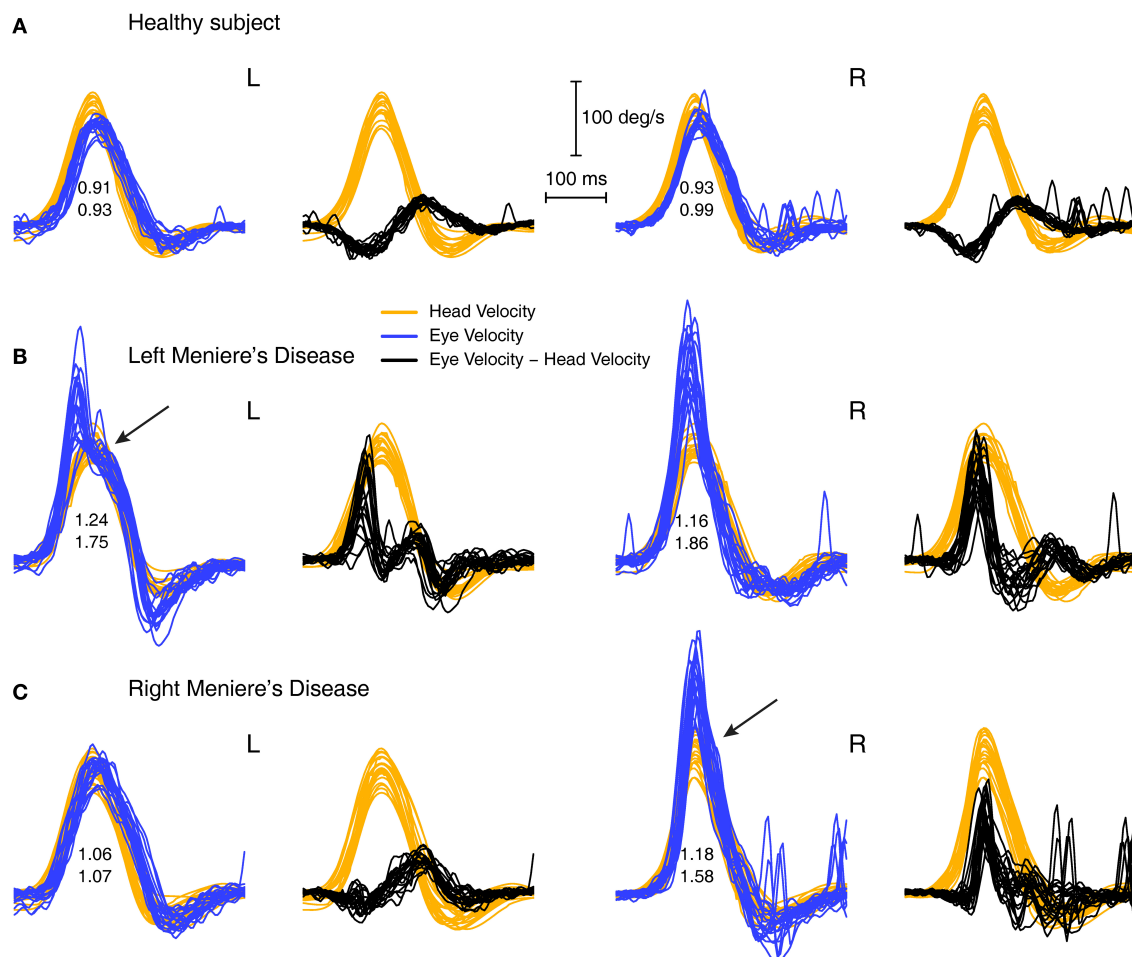 A
Healthy subject
L
R
100 deg/s
100 ms
0.91
0.93
0.93
0.99
Head Velocity
Eye Velocity
Eye Velocity – Head Velocity
B
Left Meniere’s Disease
L
R
1.24
1.75
1.16
1.86
C
Right Meniere’s Disease
L
R
1.06
1.07
1.18
1.58